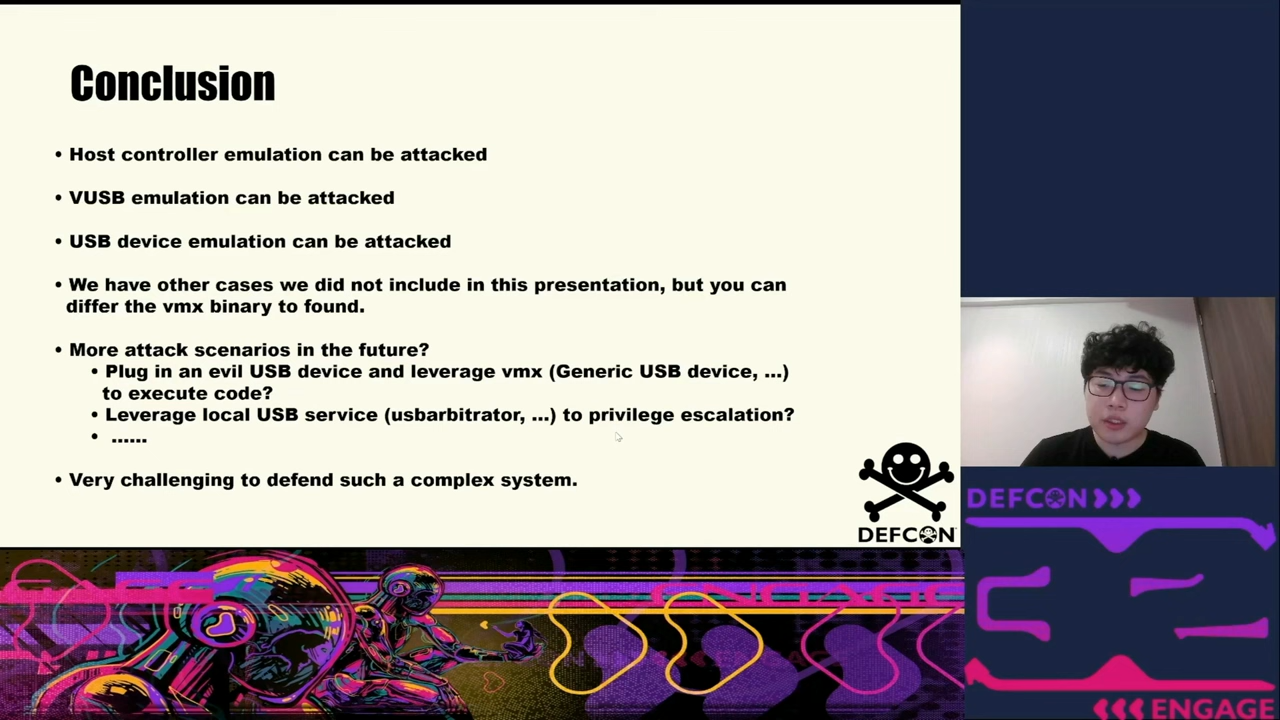 Conclusion
• Host controller emulation can be attacked
• VUSB emulation can be attacked
• USB device emulation can be attacked
• We have other cases we did not include in this presentation, but you can
differ the vmx binary to found.
• More attack scenarios in the future?
• Plug in an evil USB device and leverage vmx (Generic USB device, ...)
to execute code?
• Leverage local USB service (usbarbitrator, ...) to privilege escalation?
• ......
• Very challenging to defend such a complex system.
DEFCON
DEFCON
ENGAGE